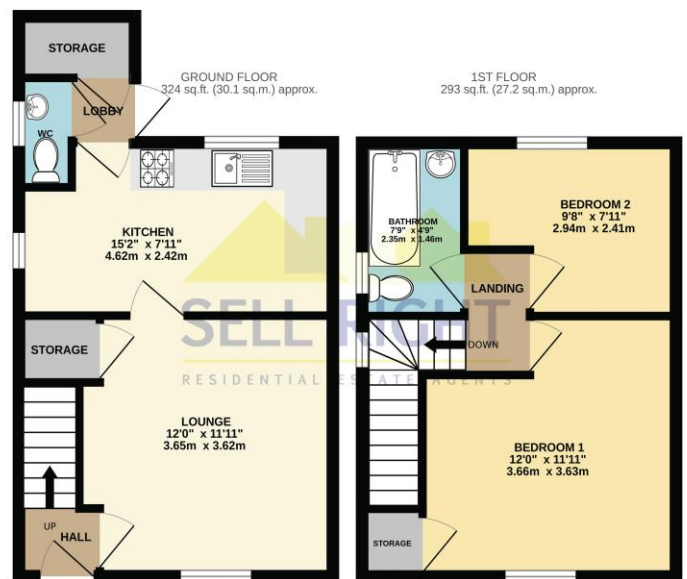 GROUND FLOOR
324 sq.ft. (30.1 sq.m.) approx.
STORAGE
LOBBY
WC
KITCHEN
15'2" x 7'11"
4.62m x 2.42m
STORAGE
LOUNGE
12'0" x 11'11"
3.65m x 3.62m
UP
HALL
1ST FLOOR
293 sq.ft. (27.2 sq.m.) approx.
BATHROOM
7'9" x 4'9"
2.35m x 1.46m
BEDROOM 2
9'8" x 7'11"
2.94m x 2.41m
LANDING
DOWN
BEDROOM 1
12'0" x 11'11"
3.66m x 3.63m
STORAGE
SELL RIGHT
RESIDENTIAL ESTATE AGENTS